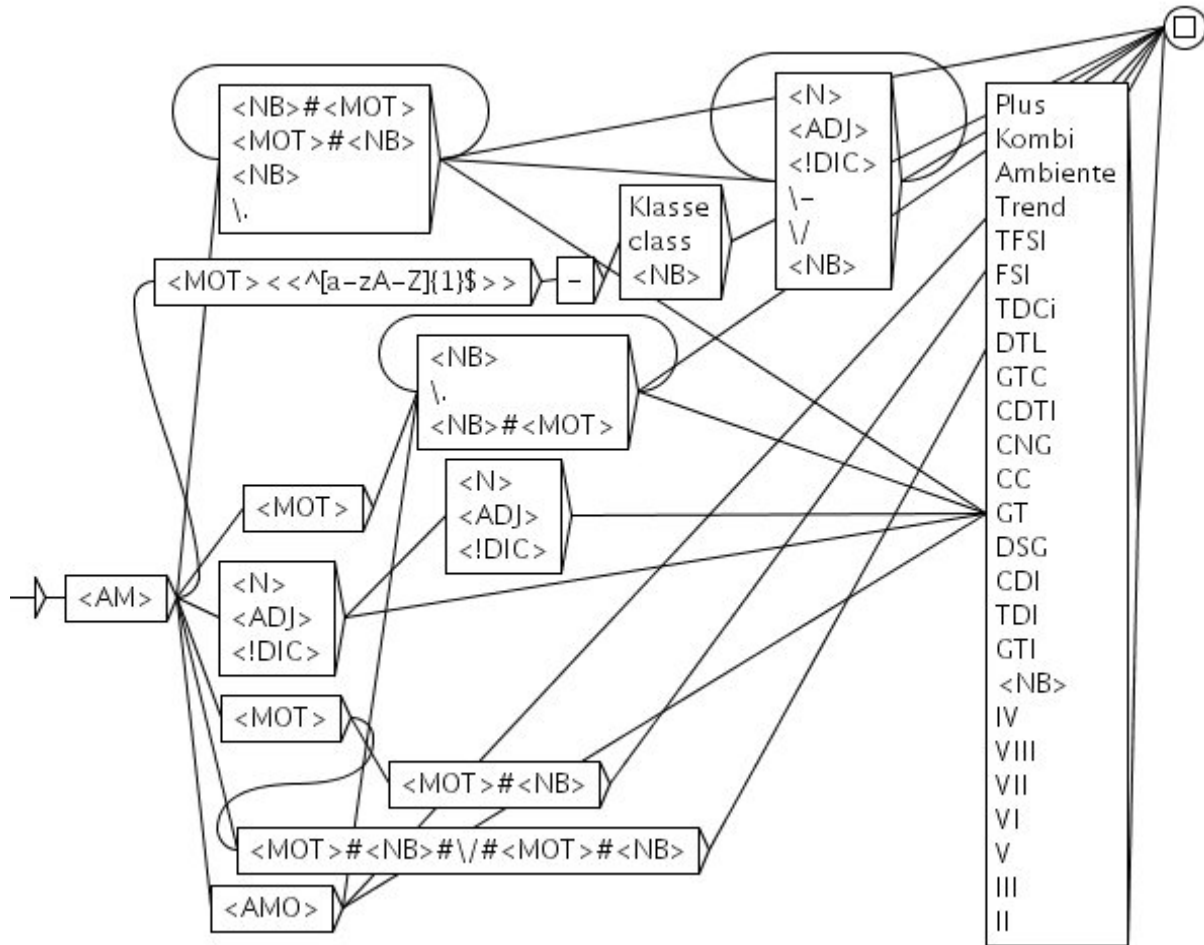 <NB>#<MOT>
<MOT>#<NB>
<NB>
\.
<N>
<ADJ>
<!DIC>
\-
\/
<NB>
Klasse
class
<NB>
<MOT><<^[a-zA-Z]{1}$>>
-
<NB>
\.
<NB>#<MOT>
<MOT>
<N>
<ADJ>
<!DIC>
<AM>
<N>
<ADJ>
<!DIC>
<MOT>
<MOT>#<NB>
<MOT>#<NB>#\/#<MOT>#<NB>
<AMO>
Plus
Kombi
Ambiente
Trend
TFSI
FSI
TDCi
DTL
GTC
CDTI
CNG
CC
GT
DSG
CDI
TDI
GTI
<NB>
IV
VIII
VII
VI
V
III
II